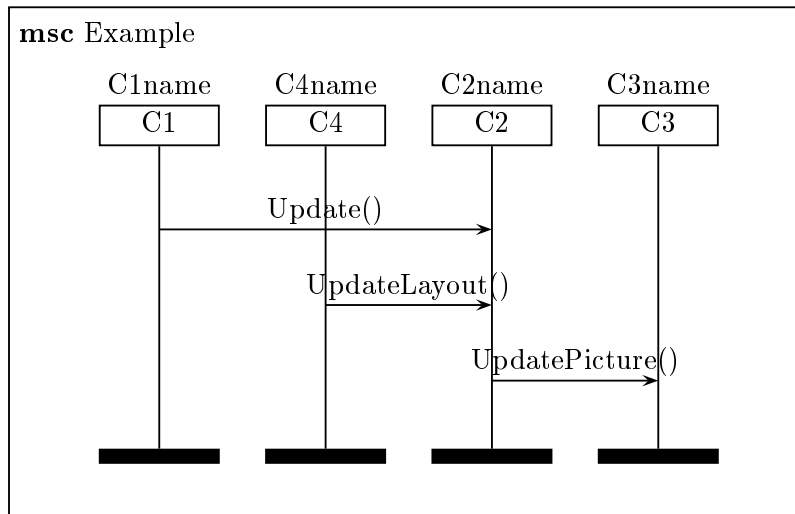 msc Example
C1name C4name C2name C3name
C1 C4 C2 C3
Update()
UpdateLayout()
UpdatePicture()